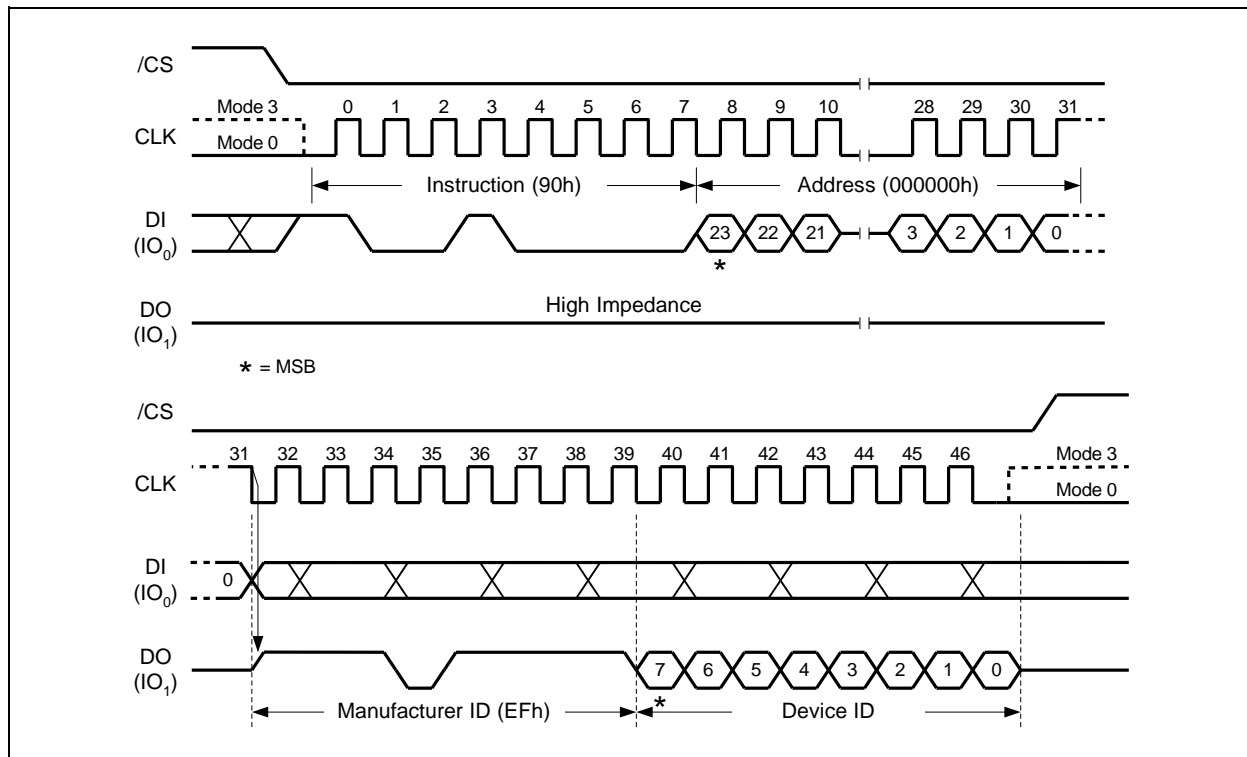 /CS
Mode 3 0 1 2 3 4 5 6 7 8 9 10 28 29 30 31
CLK
Mode 0
Instruction (90h) Address (000000h)
DI
(IO0) 23 22 21 3 2 1 0
*
High Impedance
DO
(IO1)
* = MSB
/CS
31 32 33 34 35 36 37 38 39 40 41 42 43 44 45 46 Mode 3
CLK
Mode 0
DI
(IO0) 0
DO
(IO1) 7 6 5 4 3 2 1 0
*
Manufacturer ID (EFh) Device ID